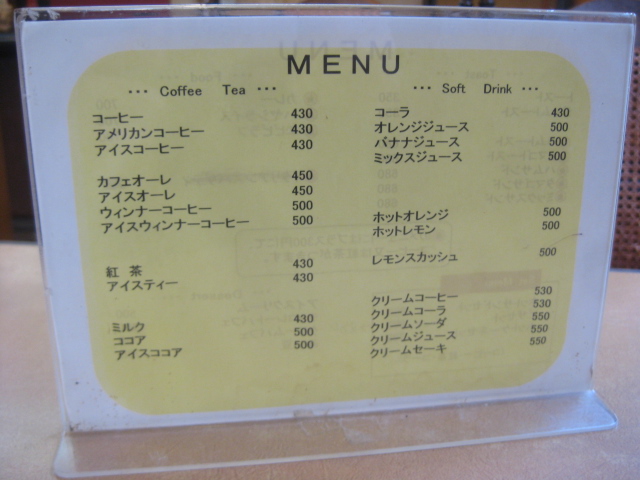 MENU
··· Coffee Tea ···
コーヒー 430
アメリカンコーヒー 430
アイスコーヒー 430
カフェオーレ 450
アイスオーレ 450
ウィンナーコーヒー 500
アイスウィンナーコーヒー 500
紅 茶 430
アイスティー 430
ミルク 430
ココア 500
アイスココア 500
··· Soft Drink ···
コーラ 430
オレンジジュース 500
バナナジュース 500
ミックスジュース 500
ホットオレンジ 500
ホットレモン 500
レモンスカッシュ 500
クリームコーヒー 530
クリームコーラ 530
クリームソーダ 550
クリームジュース 550
クリームセーキ 550